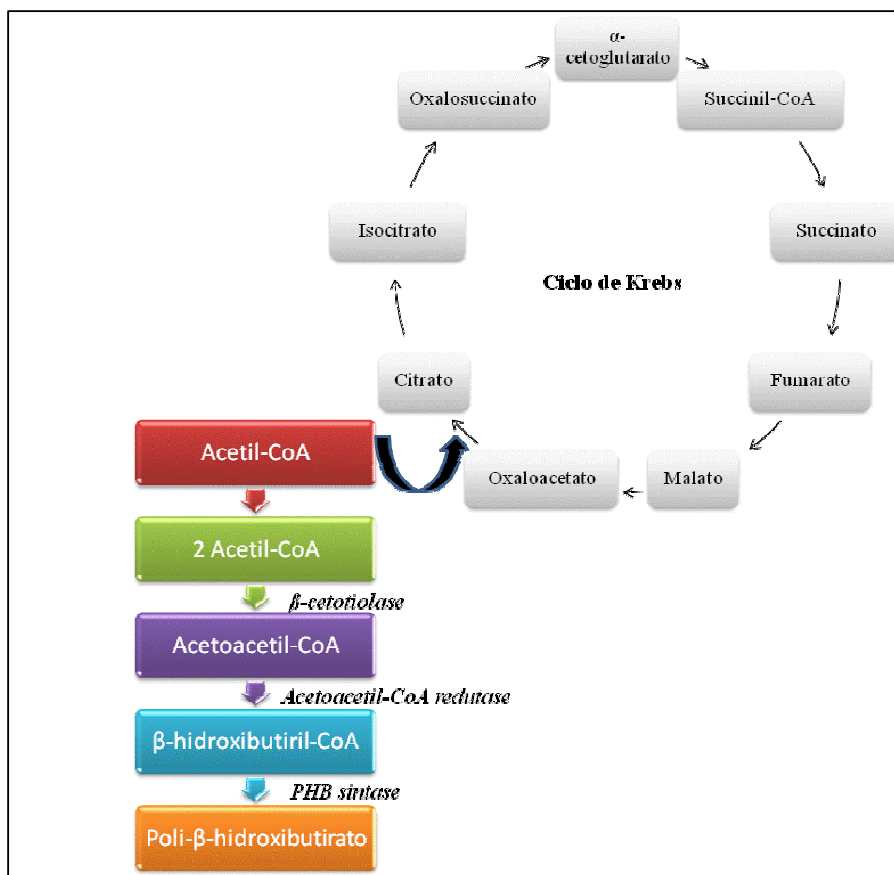 α-
cetoglutarato
Oxalosuccinato
Succinil-CoA
Isocitrato
Succinato
Ciclo de Krebs
Citrato
Fumarato
Acetil-CoA
Oxaloacetato
Malato
2 Acetil-CoA
β-cetotiolase
Acetoacetil-CoA
Acetoacetil-CoA redutase
β-hidroxibutiril-CoA
PHB sintase
Poli-β-hidroxibutirato